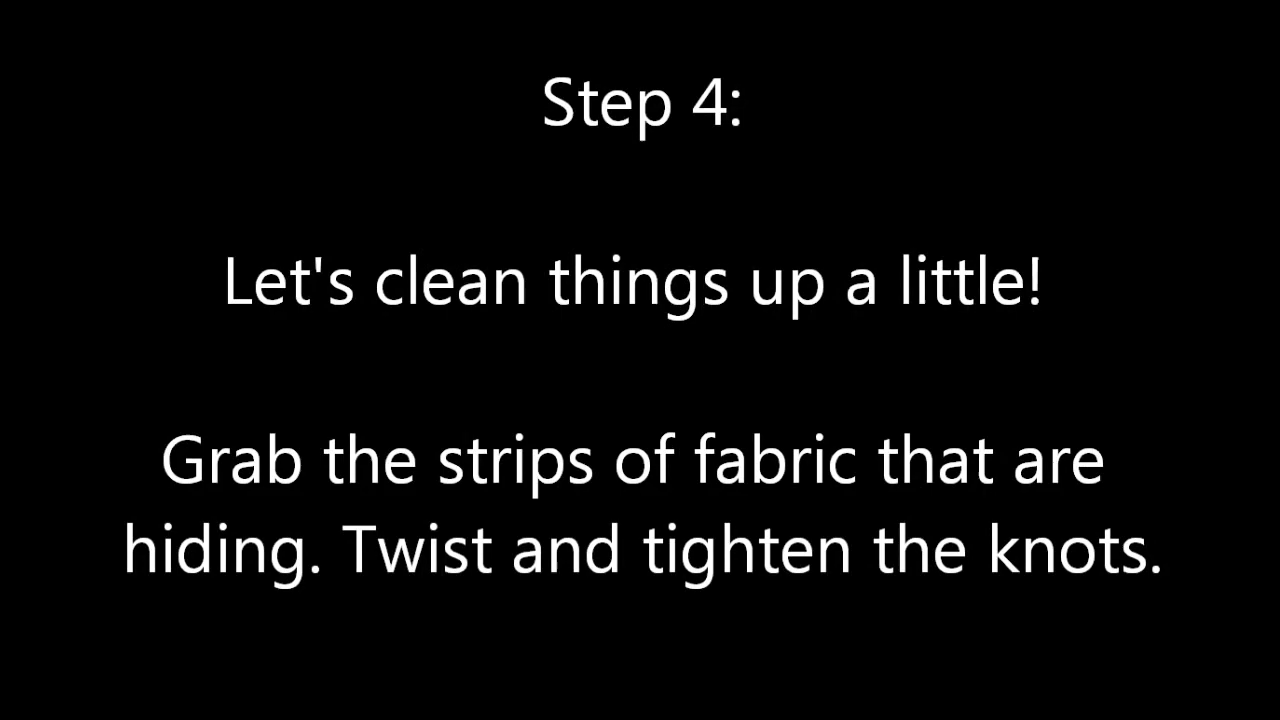 Step 4:
Let's clean things up a little!
Grab the strips of fabric that are
hiding. Twist and tighten the knots.